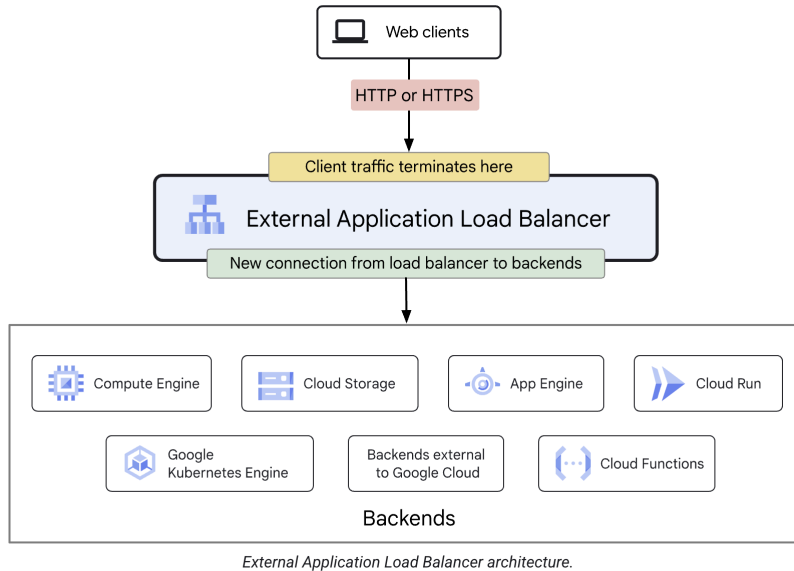 Web clients
HTTP or HTTPS
Client traffic terminates here
External Application Load Balancer
New connection from load balancer to backends
Compute Engine
Cloud Storage
App Engine
Cloud Run
Google
Kubernetes Engine
Backends external
to Google Cloud
Cloud Functions
Backends
External Application Load Balancer architecture.